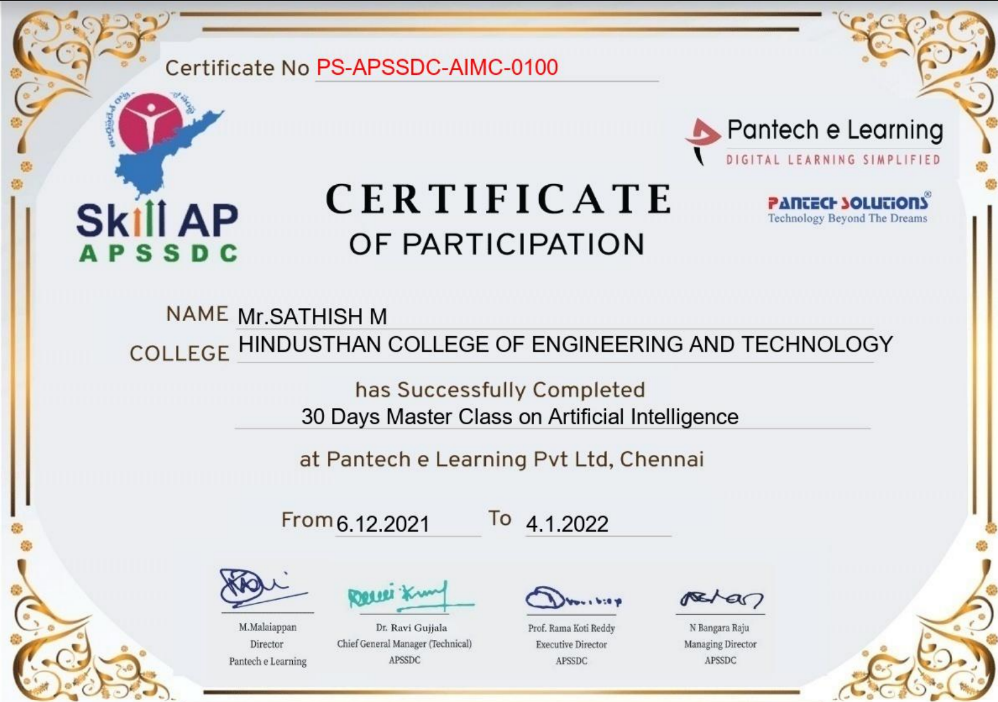 Certificate No PS-APSSDC-AIMC-0100
Skill AP
APSSDC
Pantech e Learning
DIGITAL LEARNING SIMPLIFIED
PANTECH SOLUTIONS®
Technology Beyond The Dreams
CERTIFICATE
OF PARTICIPATION
NAME Mr.SATHISH M
COLLEGE HINDUSTHAN COLLEGE OF ENGINEERING AND TECHNOLOGY
has Successfully Completed
30 Days Master Class on Artificial Intelligence
at Pantech e Learning Pvt Ltd, Chennai
From 6.12.2021 To 4.1.2022
M.Malaiappan
Director
Pantech e Learning
Dr. Ravi Gujjala
Chief General Manager (Technical)
APSSDC
Prof. Rama Koti Reddy
Executive Director
APSSDC
N Bangara Raju
Managing Director
APSSDC